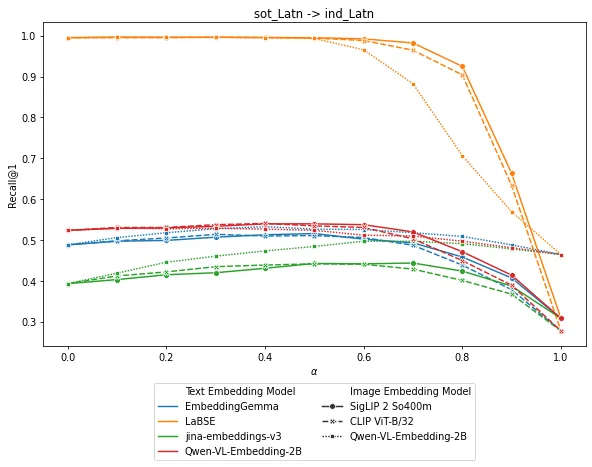 sot_Latn -> ind_Latn
1.0
0.9
0.8
0.7
0.6
0.5
0.4
0.3
Recall@1
0.0 0.2 0.4 0.6 0.8 1.0
α
Text Embedding Model Image Embedding Model
EmbeddingGemma SigLIP 2 So400m
LaBSE CLIP ViT-B/32
jina-embeddings-v3 Qwen-VL-Embedding-2B
Qwen-VL-Embedding-2B